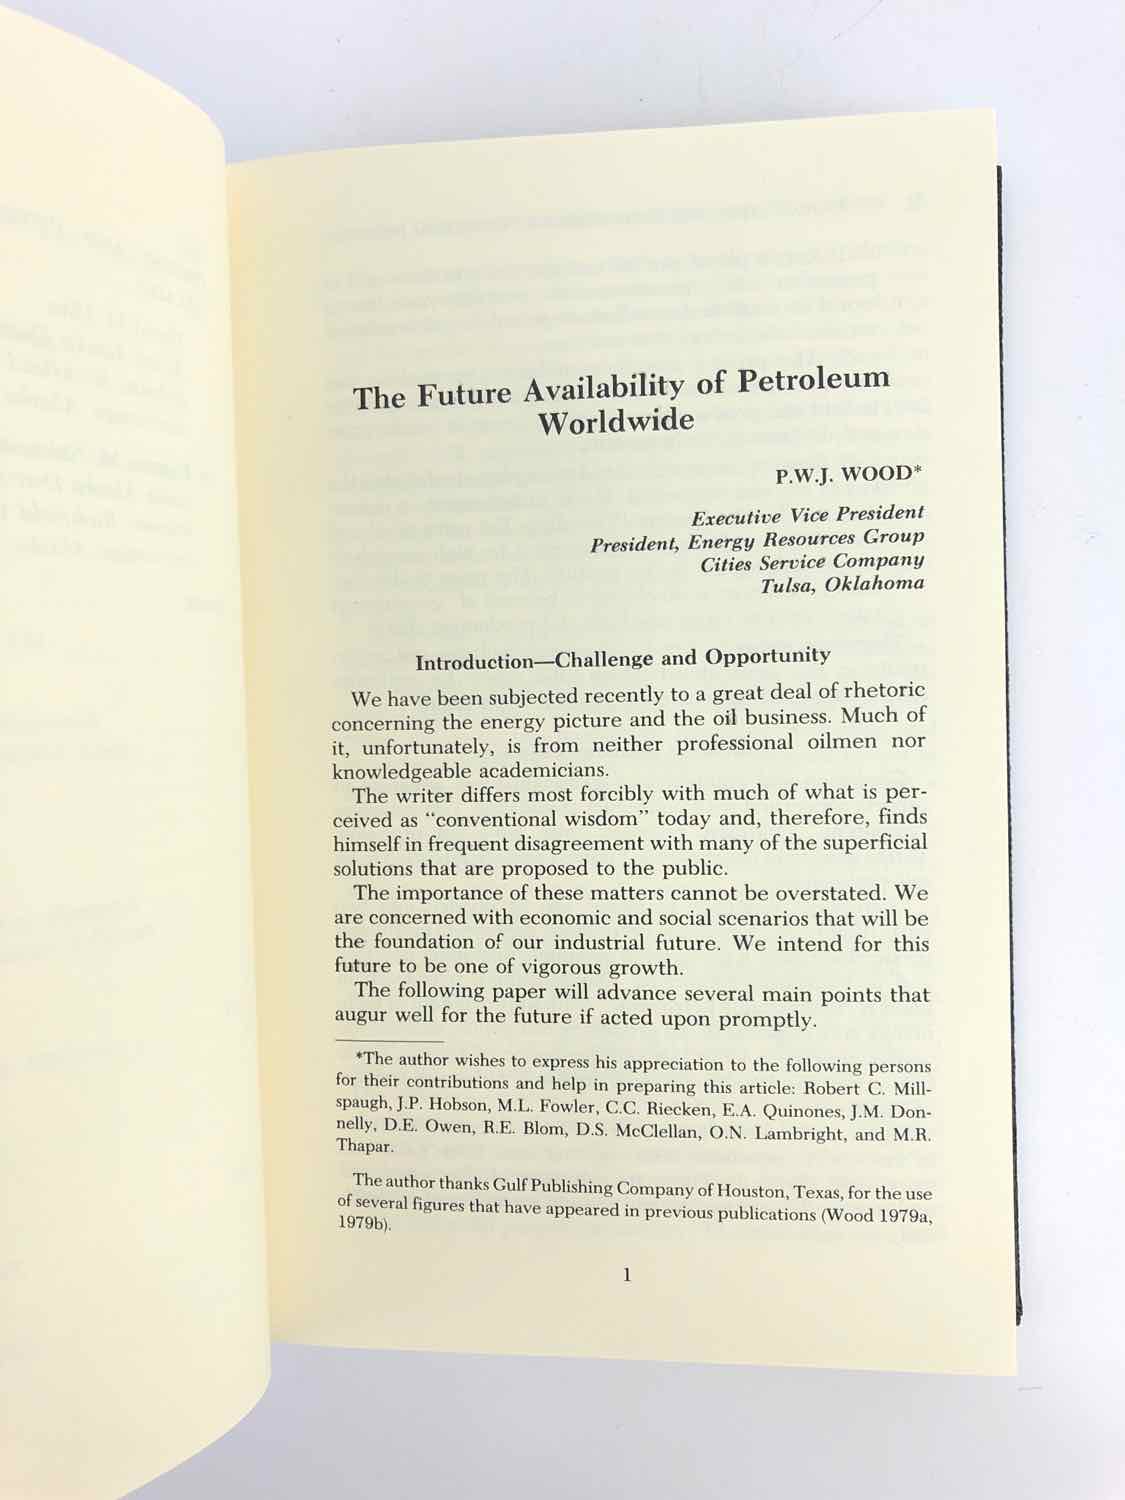 The Future Availability of Petroleum
Worldwide
P.W.J. WOOD*
Executive Vice President
President, Energy Resources Group
Cities Service Company
Tulsa, Oklahoma
Introduction—Challenge and Opportunity
We have been subjected recently to a great deal of rhetoric
concerning the energy picture and the oil business. Much of
it, unfortunately, is from neither professional oilmen nor
knowledgeable academicians.
The writer differs most forcibly with much of what is per-
ceived as “conventional wisdom” today and, therefore, finds
himself in frequent disagreement with many of the superficial
solutions that are proposed to the public.
The importance of these matters cannot be overstated. We
are concerned with economic and social scenarios that will be
the foundation of our industrial future. We intend for this
future to be one of vigorous growth.
The following paper will advance several main points that
augur well for the future if acted upon promptly.
*The author wishes to express his appreciation to the following persons
for their contributions and help in preparing this article: Robert C. Mill-
spaugh, J.P. Hobson, M.L. Fowler, C.C. Riecken, E.A. Quinones, J.M. Don-
nelly, D.E. Owen, R.E. Blom, D.S. McClellan, O.N. Lambright, and M.R.
Thapar.
The author thanks Gulf Publishing Company of Houston, Texas, for the use
of several figures that have appeared in previous publications (Wood 1979a,
1979b).
1